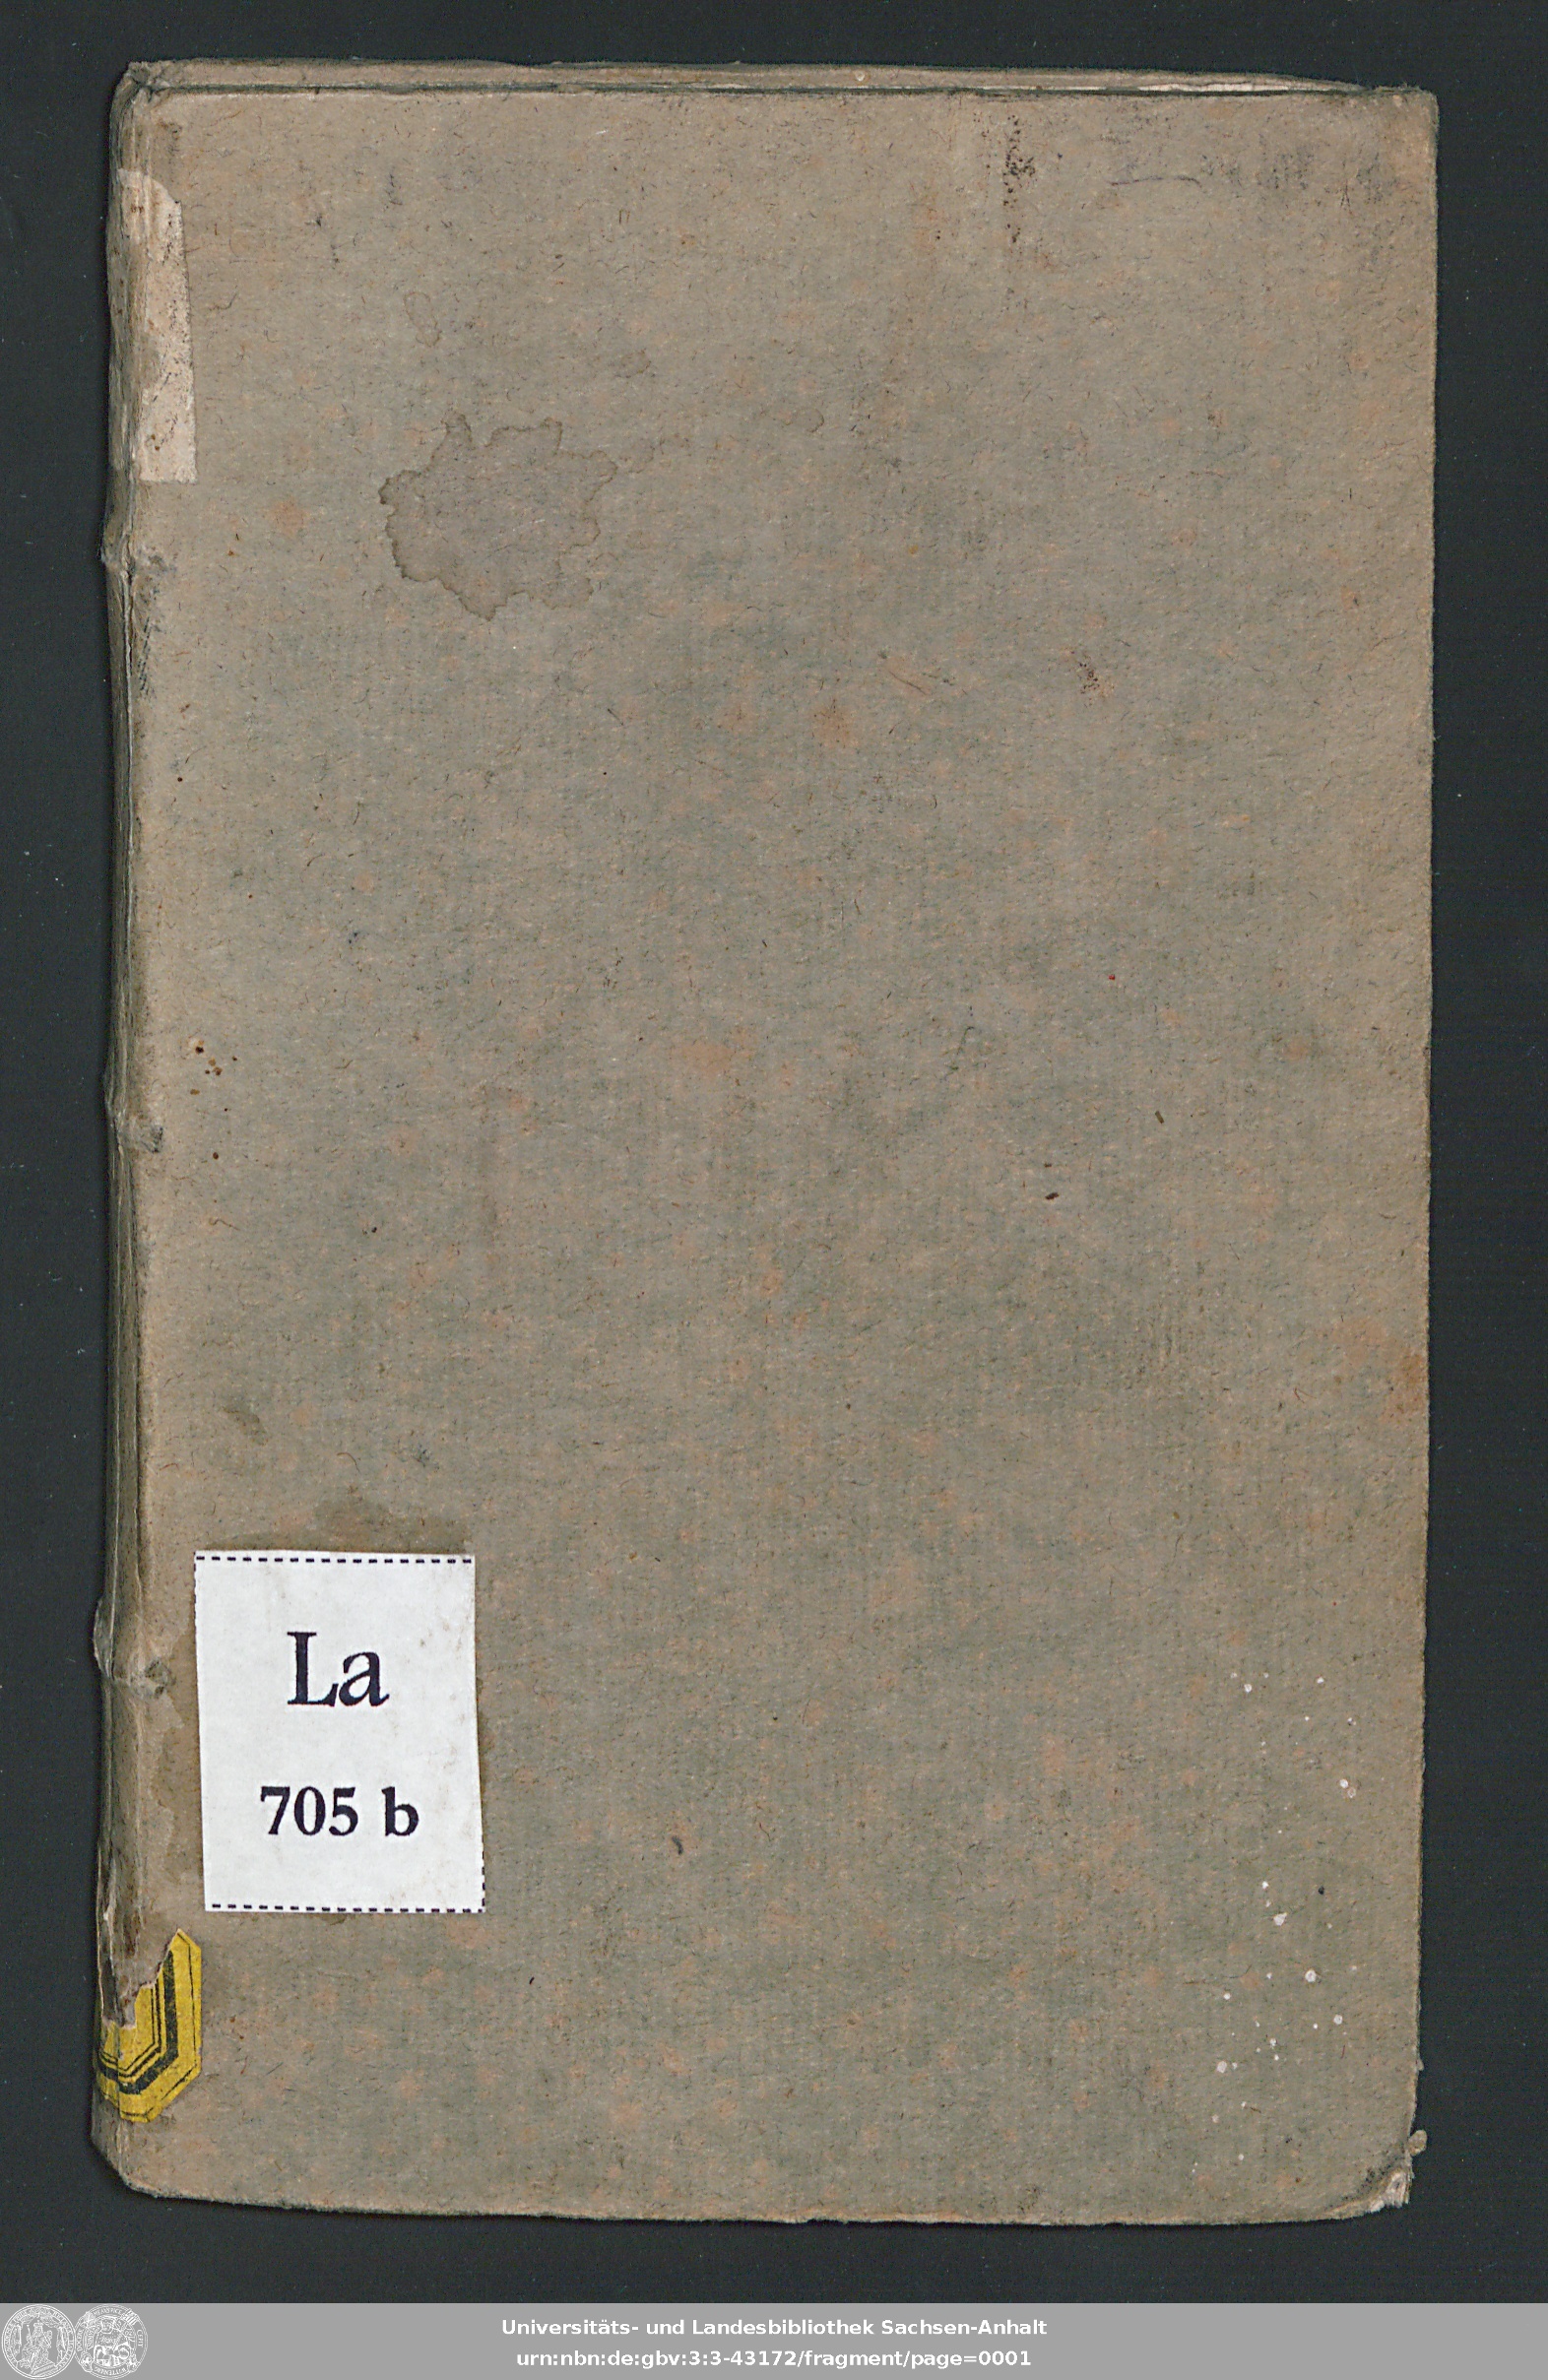 La
705 b
Universitäts- und Landesbibliothek Sachsen-Anhalt
urn:nbn:de:gbv:3:3-43172/fragment/page=0001